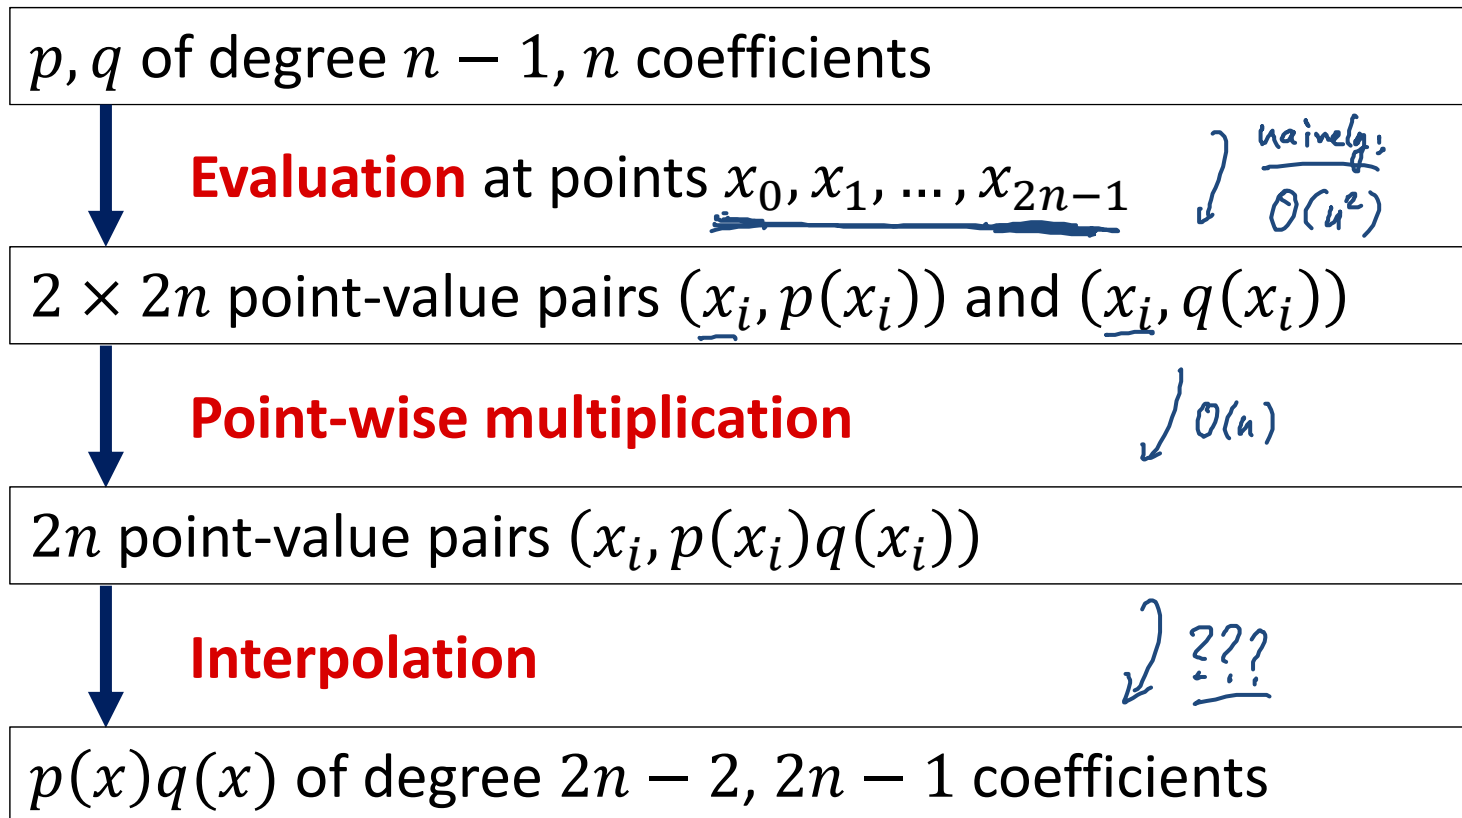 p, q of degree n − 1, n coefficients
Evaluation at points x₀, x₁, … , x₂ₙ₋₁
naively:
O(n²)
2 × 2n point-value pairs (xᵢ, p(xᵢ)) and (xᵢ, q(xᵢ))
Point-wise multiplication
O(n)
2n point-value pairs (xᵢ, p(xᵢ)q(xᵢ))
Interpolation
???
p(x)q(x) of degree 2n − 2, 2n − 1 coefficients